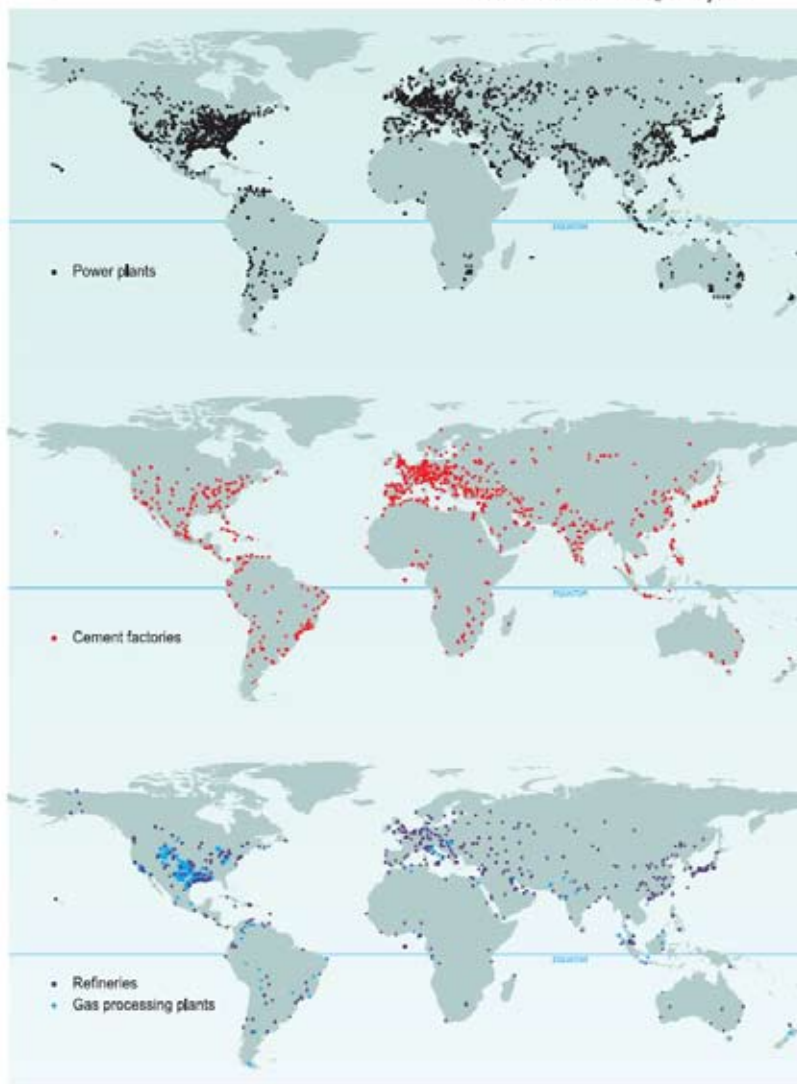 EQUATOR
Power plants
EQUATOR
Cement factories
EQUATOR
Refineries
Gas processing plants